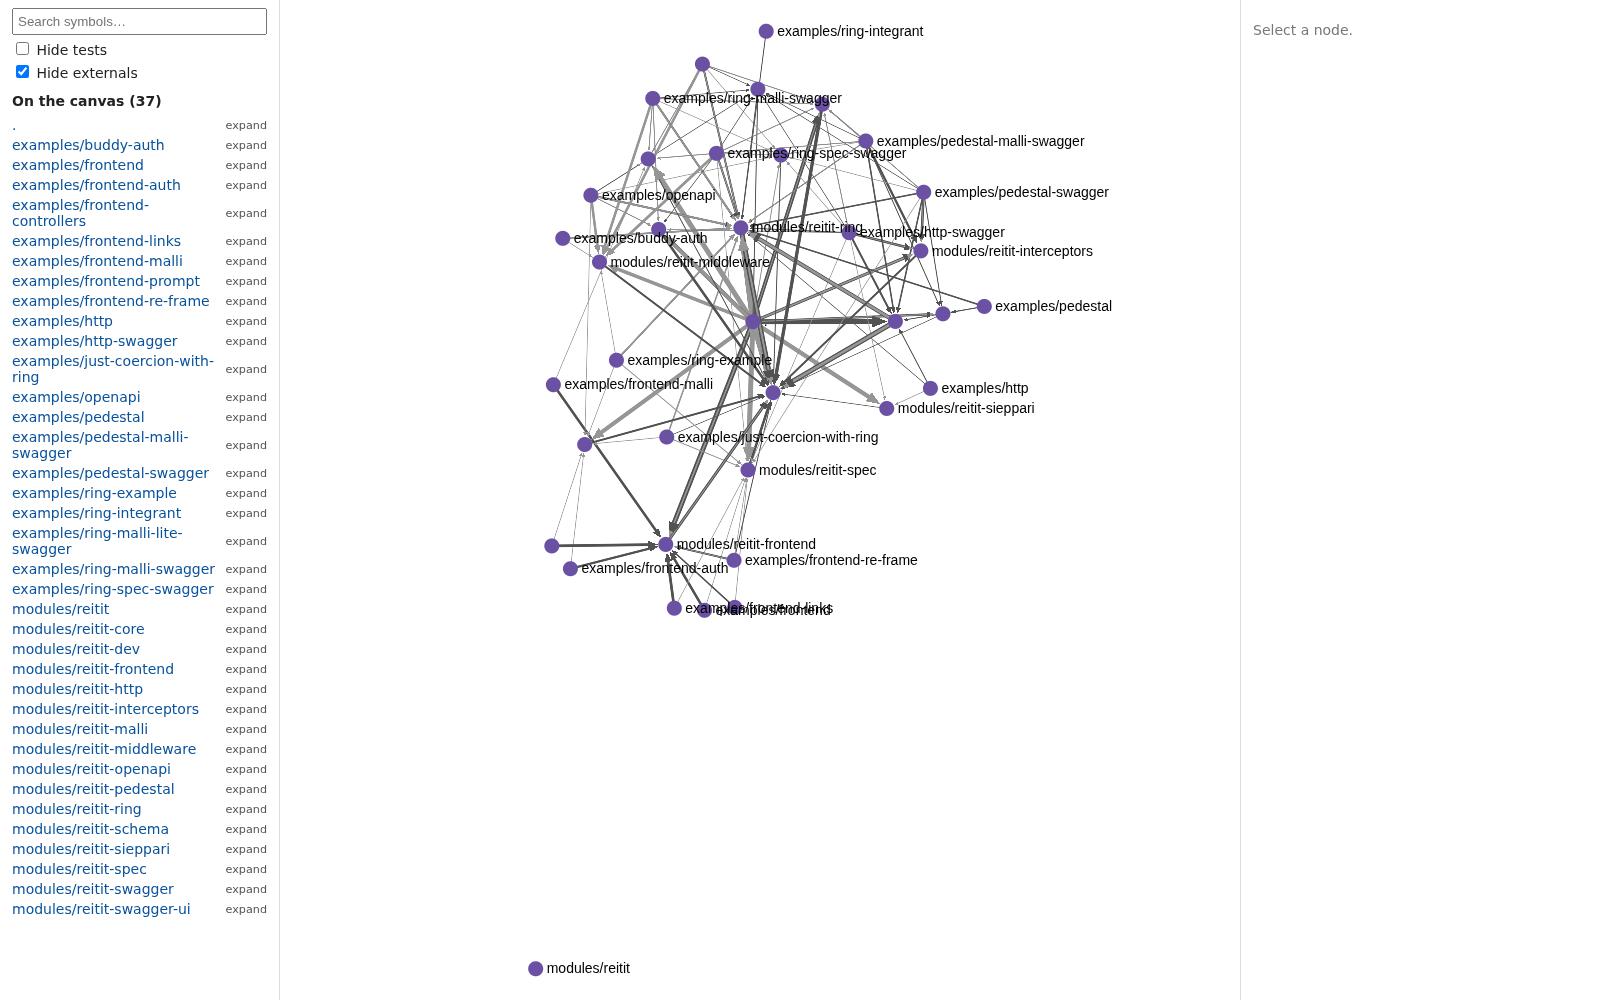 Search symbols…
Hide tests
Hide externals
On the canvas (37)
. expand
examples/buddy-auth expand
examples/frontend expand
examples/frontend-auth expand
examples/frontend-
controllers expand
examples/frontend-links expand
examples/frontend-malli expand
examples/frontend-prompt expand
examples/frontend-re-frame expand
examples/http expand
examples/http-swagger expand
examples/just-coercion-with-
ring expand
examples/openapi expand
examples/pedestal expand
examples/pedestal-malli-
swagger expand
examples/pedestal-swagger expand
examples/ring-example expand
examples/ring-integrant expand
examples/ring-malli-lite-
swagger expand
examples/ring-malli-swagger expand
examples/ring-spec-swagger expand
modules/reitit expand
modules/reitit-core expand
modules/reitit-dev expand
modules/reitit-frontend expand
modules/reitit-http expand
modules/reitit-interceptors expand
modules/reitit-malli expand
modules/reitit-middleware expand
modules/reitit-openapi expand
modules/reitit-pedestal expand
modules/reitit-ring expand
modules/reitit-schema expand
modules/reitit-sieppari expand
modules/reitit-spec expand
modules/reitit-swagger expand
modules/reitit-swagger-ui expand
examples/ring-integrant
examples/ring-malli-swagger
examples/pedestal-malli-swagger
examples/ring-spec-swagger
examples/pedestal-swagger
examples/openapi
modules/reitit-ring
examples/http-swagger
examples/buddy-auth
modules/reitit-interceptors
modules/reitit-middleware
examples/pedestal
examples/ring-example
examples/frontend-malli
examples/http
modules/reitit-sieppari
examples/just-coercion-with-ring
modules/reitit-spec
modules/reitit-frontend
examples/frontend-re-frame
examples/frontend-auth
examples/frontend-links
examples/frontend
modules/reitit
Select a node.